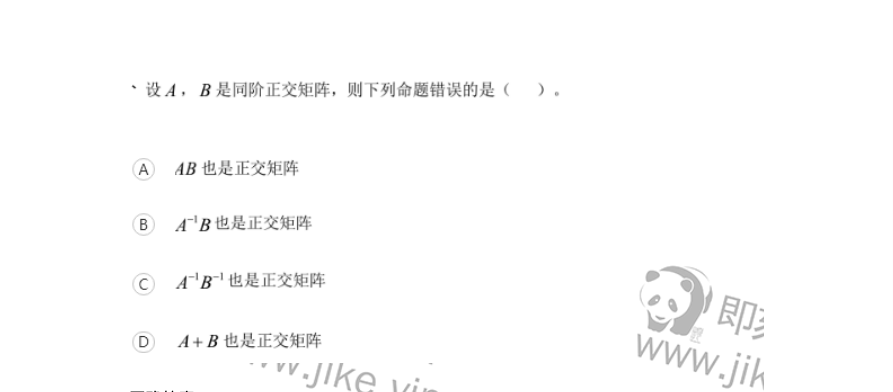 、设 A ， B 是同阶正交矩阵，则下列命题错误的是（ ）。
A AB 也是正交矩阵
B A⁻¹B 也是正交矩阵
C A⁻¹B⁻¹ 也是正交矩阵
D A+B 也是正交矩阵
即
www.jik
www.jike.